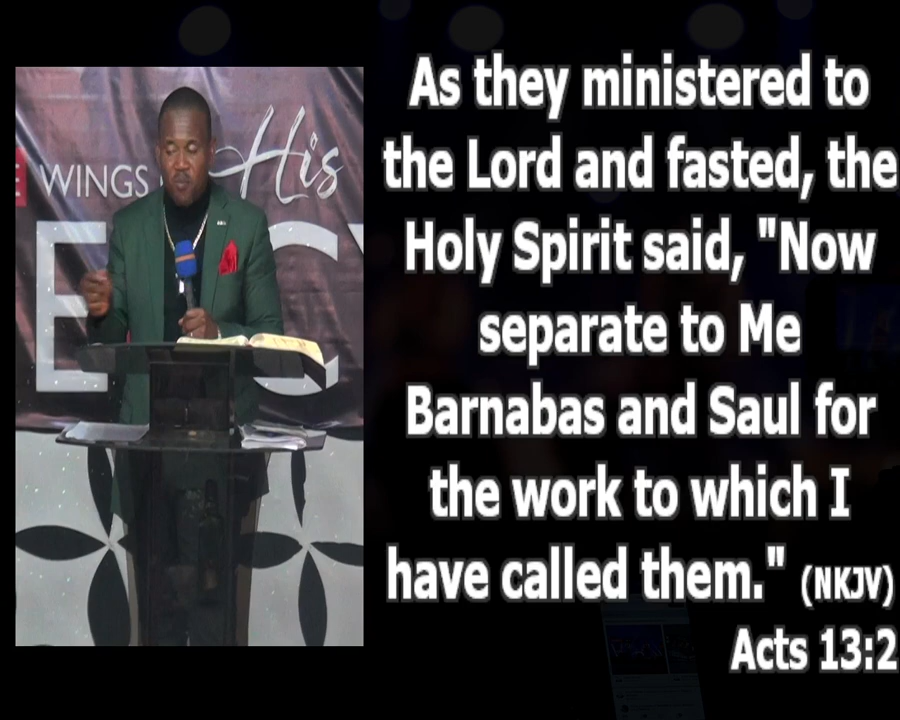 WINGS
His
As they ministered to
the Lord and fasted, the
Holy Spirit said, "Now
separate to Me
Barnabas and Saul for
the work to which I
have called them." (NKJV)
Acts 13:2